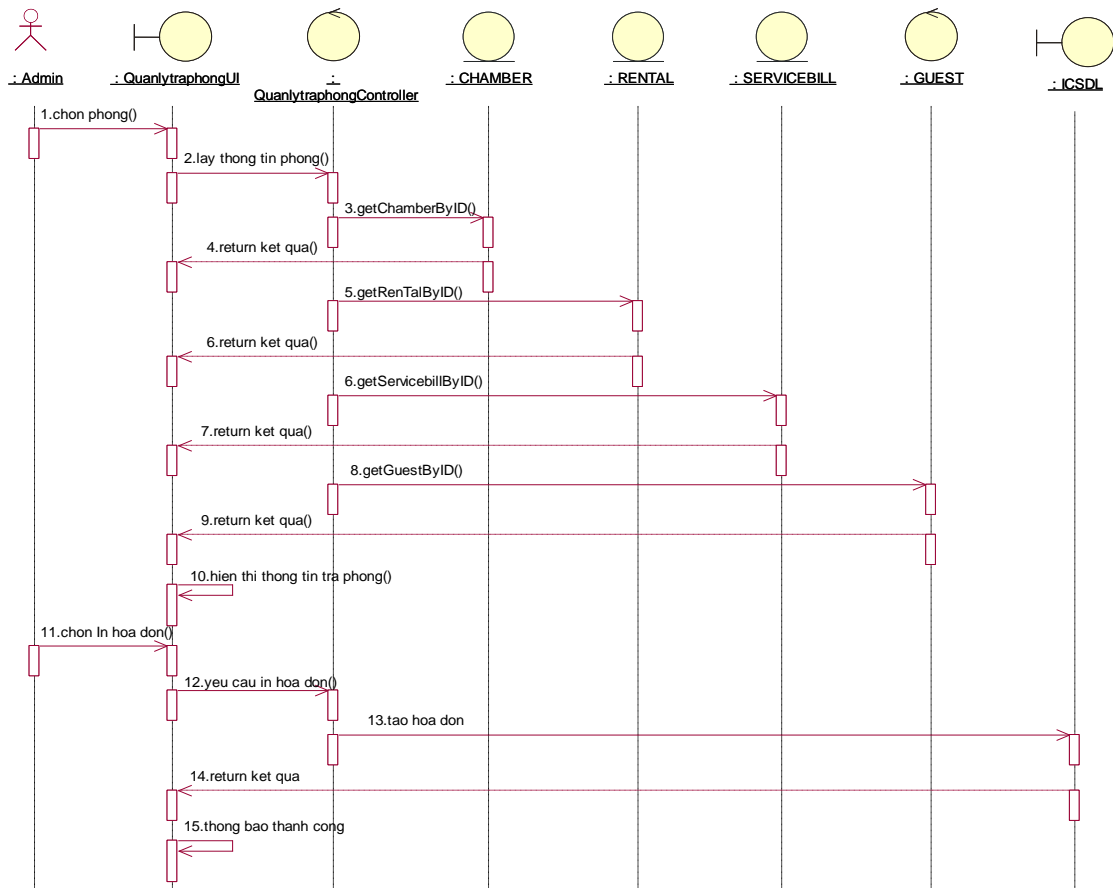 : Admin
: QuanlytraphongUI
:
QuanlytraphongController
: CHAMBER
: RENTAL
: SERVICEBILL
: GUEST
: ICSDL
1.chon phong()
2.lay thong tin phong()
3.getChamberByID()
4.return ket qua()
5.getRenTalByID()
6.return ket qua()
6.getServicebillByID()
7.return ket qua()
8.getGuestByID()
9.return ket qua()
10.hien thi thong tin tra phong()
11.chon In hoa don()
12.yeu cau in hoa don()
13.tao hoa don
14.return ket qua
15.thong bao thanh cong